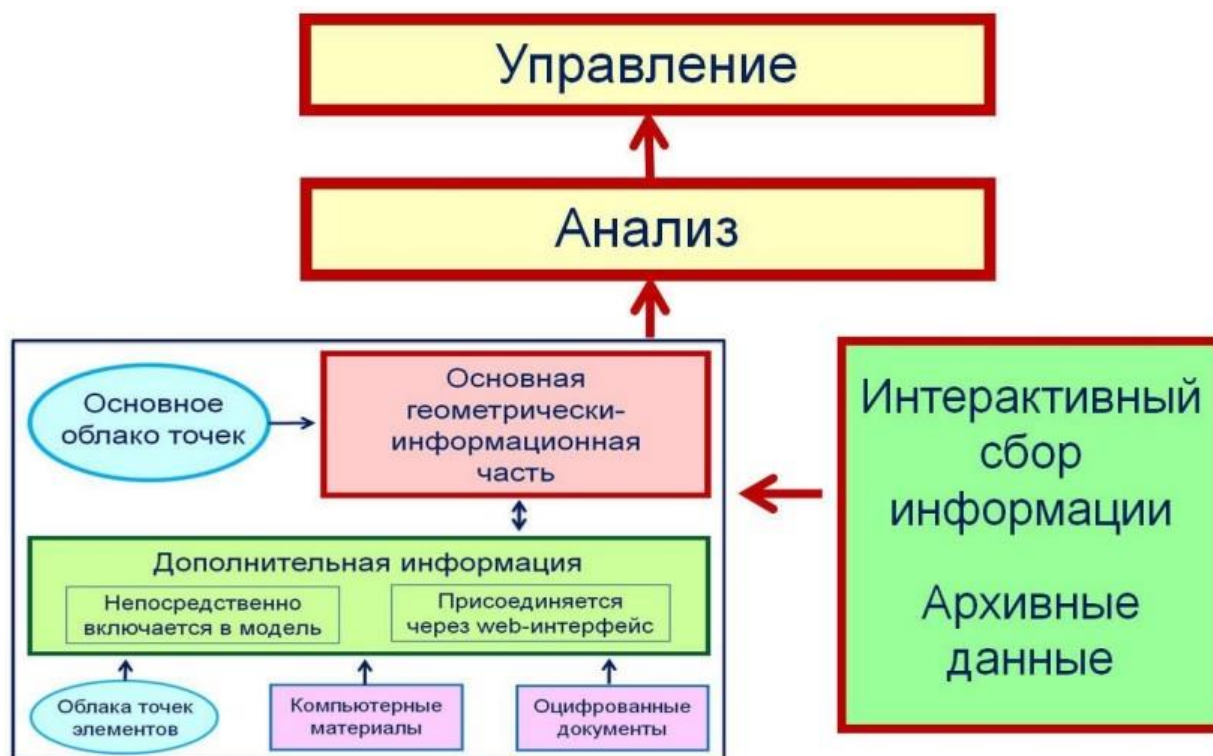 Управление
Анализ
Основное
облако точек
Основная
геометрически-
информационная
часть
Дополнительная информация
Непосредственно
включается в модель
Присоединяется
через web-интерфейс
Облака точек
элементов
Компьютерные
материалы
Оцифрованные
документы
Интерактивный
сбор
информации
Архивные
данные